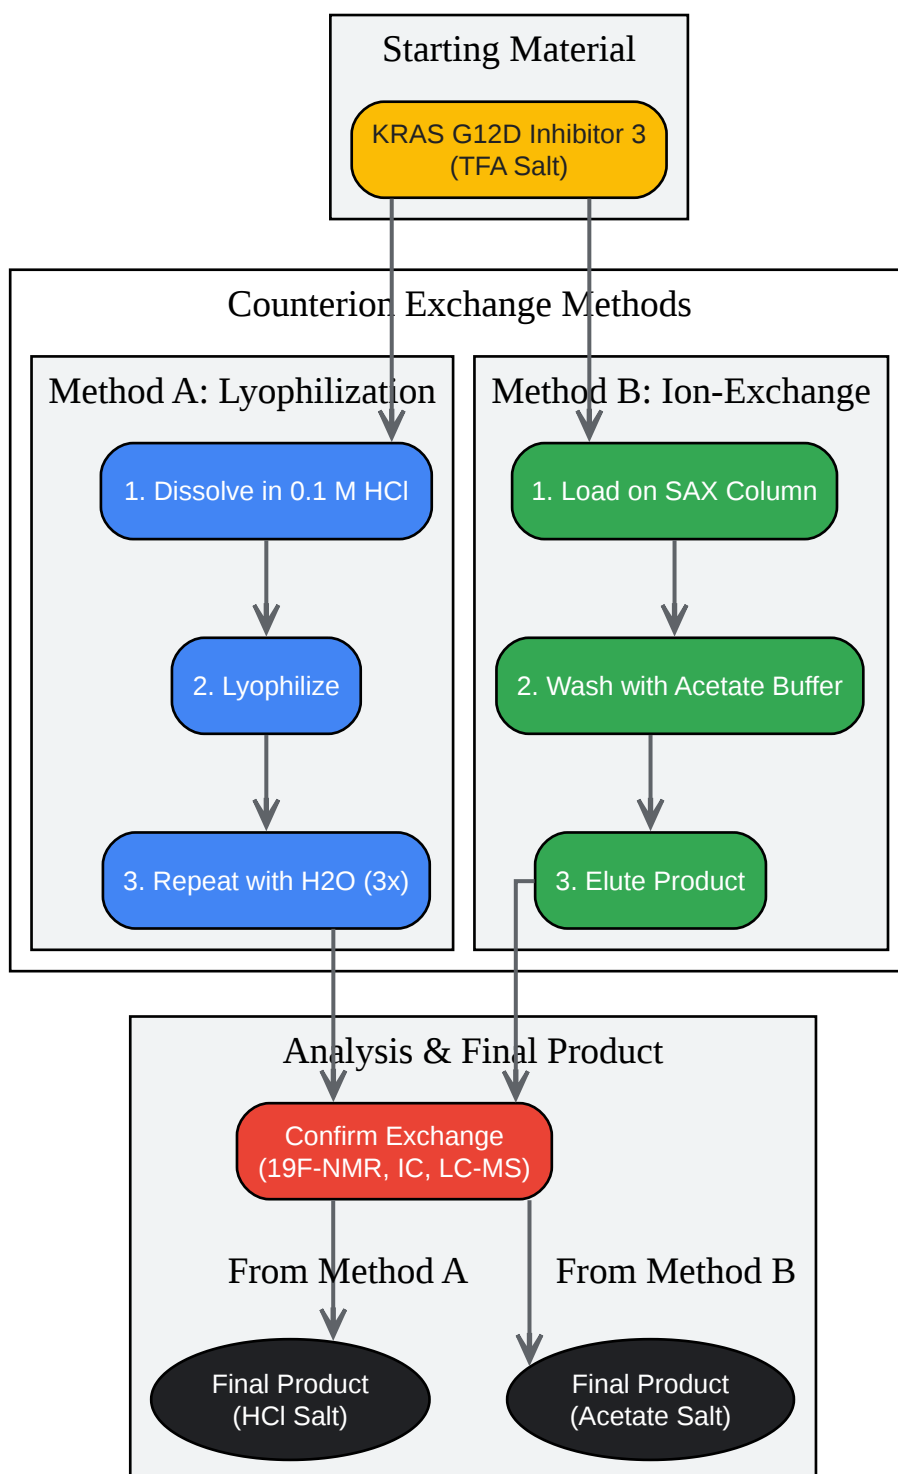 Starting Material
KRAS G12D Inhibitor 3
(TFA Salt)
Counterion Exchange Methods
Method A: Lyophilization
1. Dissolve in 0.1 M HCl
2. Lyophilize
3. Repeat with H2O (3x)
Method B: Ion-Exchange
1. Load on SAX Column
2. Wash with Acetate Buffer
3. Elute Product
Analysis & Final Product
Confirm Exchange
(19F-NMR, IC, LC-MS)
From Method A
From Method B
Final Product
(HCl Salt)
Final Product
(Acetate Salt)